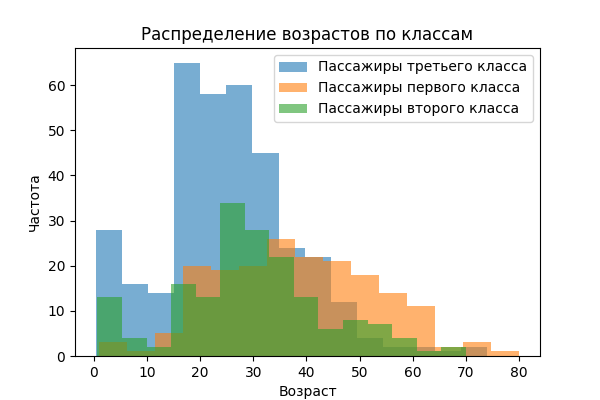 Распределение возрастов по классам
Пассажиры третьего класса
Пассажиры первого класса
Пассажиры второго класса
Частота
60
50
40
30
20
10
0
0 10 20 30 40 50 60 70 80
Возраст